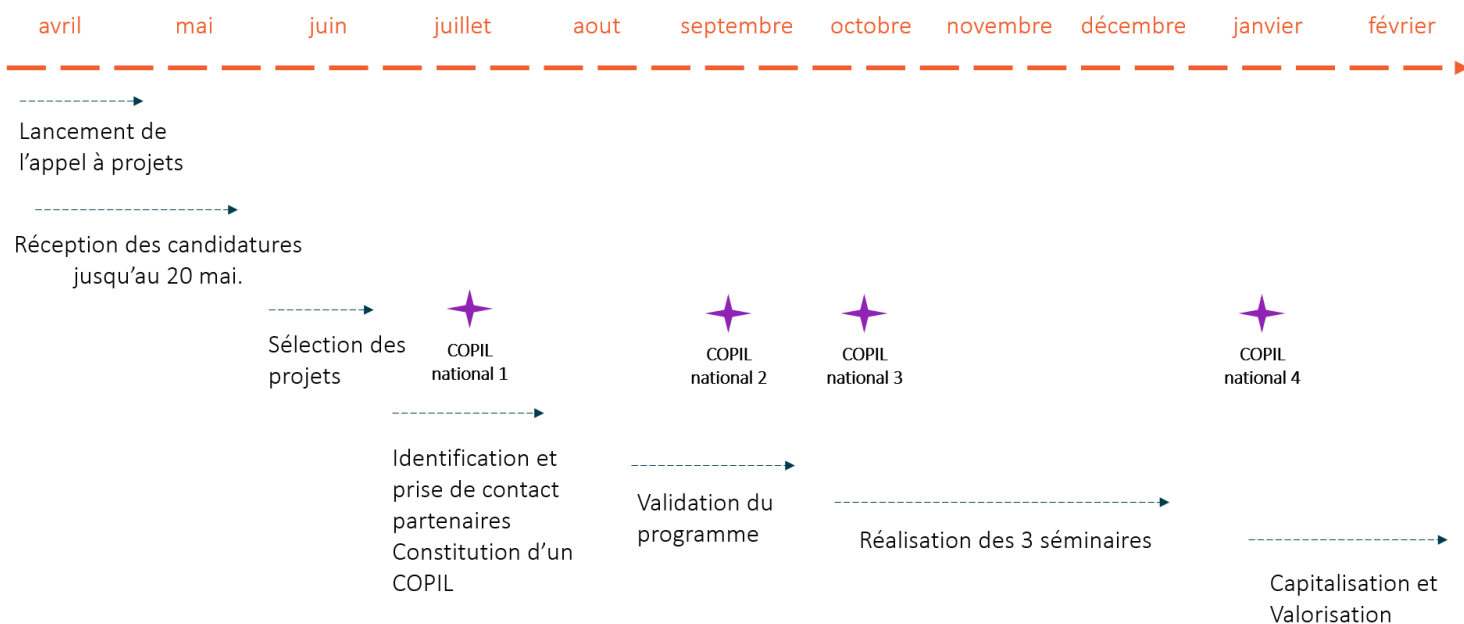 avril mai juin juillet aout septembre octobre novembre décembre janvier février
Lancement de
l'appel à projets
Réception des candidatures
jusqu'au 20 mai.
Sélection des
projets
COPIL
national 1
COPIL
national 2
COPIL
national 3
COPIL
national 4
Identification et
prise de contact
partenaires
Constitution d'un
COPIL
Validation du
programme
Réalisation des 3 séminaires
Capitalisation et
Valorisation